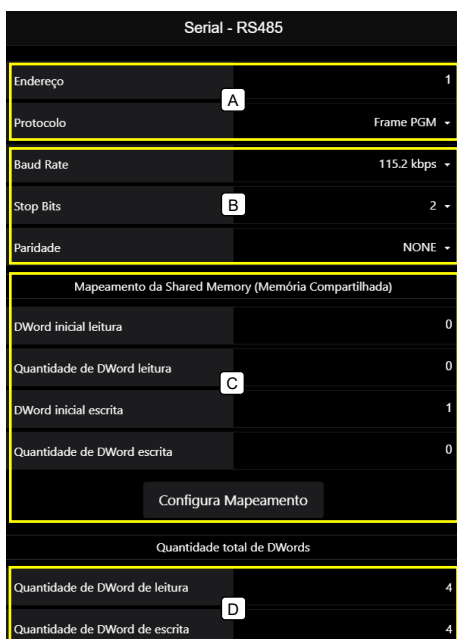 Serial - RS485
Endereço 1
A
Protocolo Frame PGM
Baud Rate 115.2 kbps
Stop Bits B 2
Paridade NONE
Mapeamento da Shared Memory (Memória Compartilhada)
DWord inicial leitura 0
Quantidade de DWord leitura 0
C
DWord inicial escrita 1
Quantidade de DWord escrita 0
Configura Mapeamento
Quantidade total de DWords
Quantidade de DWord de leitura 4
D
Quantidade de DWord de escrita 4